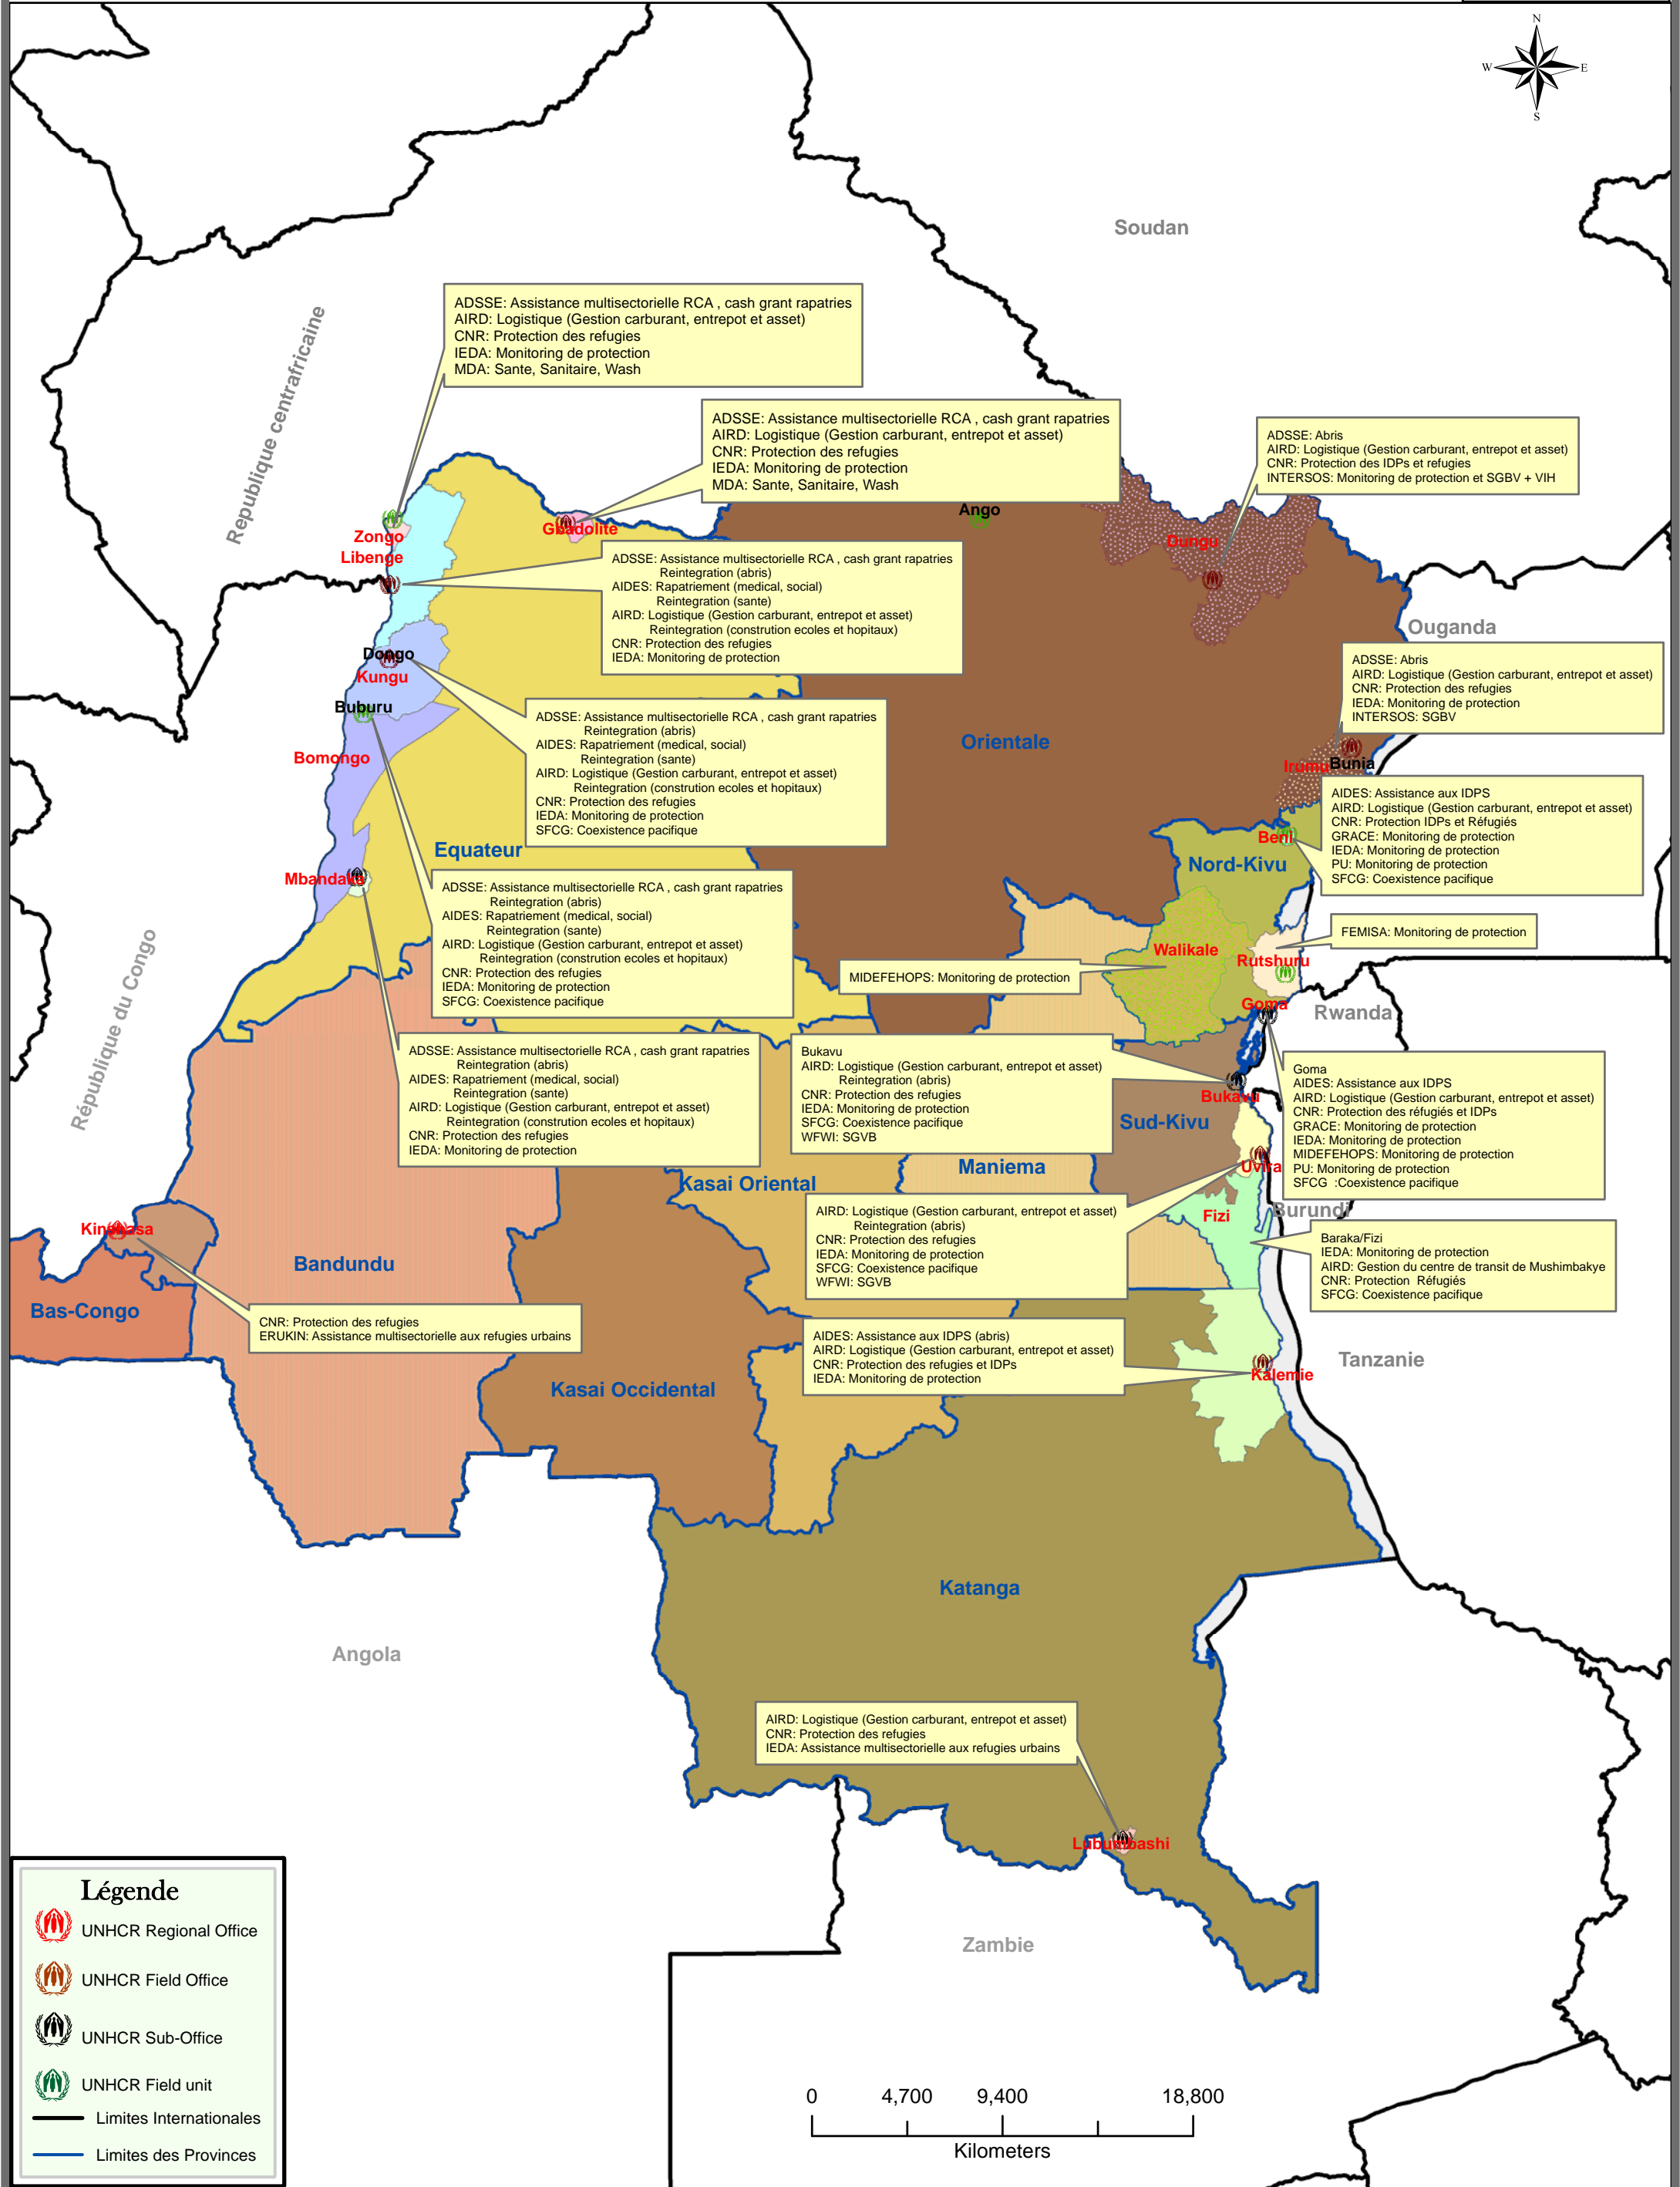 N
W
E
S
Soudan
Republique centrafricaine
ADSSE: Assistance multisectorielle RCA , cash grant rapatries
AIRD: Logistique (Gestion carburant, entrepot et asset)
CNR: Protection des refugies
IEDA: Monitoring de protection
MDA: Sante, Sanitaire, Wash
ADSSE: Assistance multisectorielle RCA , cash grant rapatries
AIRD: Logistique (Gestion carburant, entrepot et asset)
CNR: Protection des refugies
IEDA: Monitoring de protection
MDA: Sante, Sanitaire, Wash
ADSSE: Abris
AIRD: Logistique (Gestion carburant, entrepot et asset)
CNR: Protection des IDPs et refugies
INTERSOS: Monitoring de protection et SGBV + VIH
Ango
Zongo
Gbadolite
Dungu
Libenge
ADSSE: Assistance multisectorielle RCA , cash grant rapatries
Reintegration (abris)
AIDES: Rapatriement (medical, social)
Reintegration (sante)
AIRD: Logistique (Gestion carburant, entrepot et asset)
Reintegration (constrution ecoles et hopitaux)
CNR: Protection des refugies
IEDA: Monitoring de protection
Ouganda
Dongo
Kungu
ADSSE: Abris
AIRD: Logistique (Gestion carburant, entrepot et asset)
CNR: Protection des refugies
IEDA: Monitoring de protection
INTERSOS: SGBV
Buburu
ADSSE: Assistance multisectorielle RCA , cash grant rapatries
Reintegration (abris)
AIDES: Rapatriement (medical, social)
Reintegration (sante)
AIRD: Logistique (Gestion carburant, entrepot et asset)
Reintegration (constrution ecoles et hopitaux)
CNR: Protection des refugies
IEDA: Monitoring de protection
SFCG: Coexistence pacifique
Orientale
Bomongo
Irumu
Bunia
AIDES: Assistance aux IDPS
AIRD: Logistique (Gestion carburant, entrepot et asset)
CNR: Protection IDPs et Réfugiés
GRACE: Monitoring de protection
IEDA: Monitoring de protection
PU: Monitoring de protection
SFCG: Coexistence pacifique
Beni
Equateur
Nord-Kivu
Mbandaka
ADSSE: Assistance multisectorielle RCA , cash grant rapatries
Reintegration (abris)
AIDES: Rapatriement (medical, social)
Reintegration (sante)
AIRD: Logistique (Gestion carburant, entrepot et asset)
Reintegration (constrution ecoles et hopitaux)
CNR: Protection des refugies
IEDA: Monitoring de protection
SFCG: Coexistence pacifique
FEMISA: Monitoring de protection
Walikale
Rutshuru
MIDEFEHOPS: Monitoring de protection
République du Congo
Goma
Rwanda
ADSSE: Assistance multisectorielle RCA , cash grant rapatries
Reintegration (abris)
AIDES: Rapatriement (medical, social)
Reintegration (sante)
AIRD: Logistique (Gestion carburant, entrepot et asset)
Reintegration (constrution ecoles et hopitaux)
CNR: Protection des refugies
IEDA: Monitoring de protection
Bukavu
AIRD: Logistique (Gestion carburant, entrepot et asset)
Reintegration (abris)
CNR: Protection des refugies
IEDA: Monitoring de protection
SFCG: Coexistence pacifique
WFWI: SGVB
Bukavu
Goma
AIDES: Assistance aux IDPS
AIRD: Logistique (Gestion carburant, entrepot et asset)
CNR: Protection des réfugiés et IDPs
GRACE: Monitoring de protection
IEDA: Monitoring de protection
MIDEFEHOPS: Monitoring de protection
PU: Monitoring de protection
SFCG :Coexistence pacifique
Sud-Kivu
Maniema
Uvira
Kasai Oriental
AIRD: Logistique (Gestion carburant, entrepot et asset)
Reintegration (abris)
CNR: Protection des refugies
IEDA: Monitoring de protection
SFCG: Coexistence pacifique
WFWI: SGVB
Fizi
Burundi
Kinshasa
Baraka/Fizi
IEDA: Monitoring de protection
AIRD: Gestion du centre de transit de Mushimbakye
CNR: Protection Réfugiés
SFCG: Coexistence pacifique
Bandundu
Bas-Congo
CNR: Protection des refugies
ERUKIN: Assistance multisectorielle aux refugies urbains
AIDES: Assistance aux IDPS (abris)
AIRD: Logistique (Gestion carburant, entrepot et asset)
CNR: Protection des refugies et IDPs
IEDA: Monitoring de protection
Tanzanie
Kalemie
Kasai Occidental
Katanga
Angola
AIRD: Logistique (Gestion carburant, entrepot et asset)
CNR: Protection des refugies
IEDA: Assistance multisectorielle aux refugies urbains
Lubumbashi
Zambie
Légende
UNHCR Regional Office
UNHCR Field Office
UNHCR Sub-Office
UNHCR Field unit
Limites Internationales
Limites des Provinces
0 4,700 9,400 18,800
Kilometers